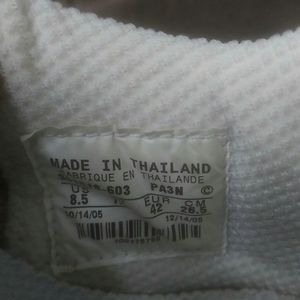 MADE IN THAILAND
FABRIQUE EN THAILANDE
US 603 PA3N ©
8.5 EUR CM
42 26.5
10/14/05 12/14/05